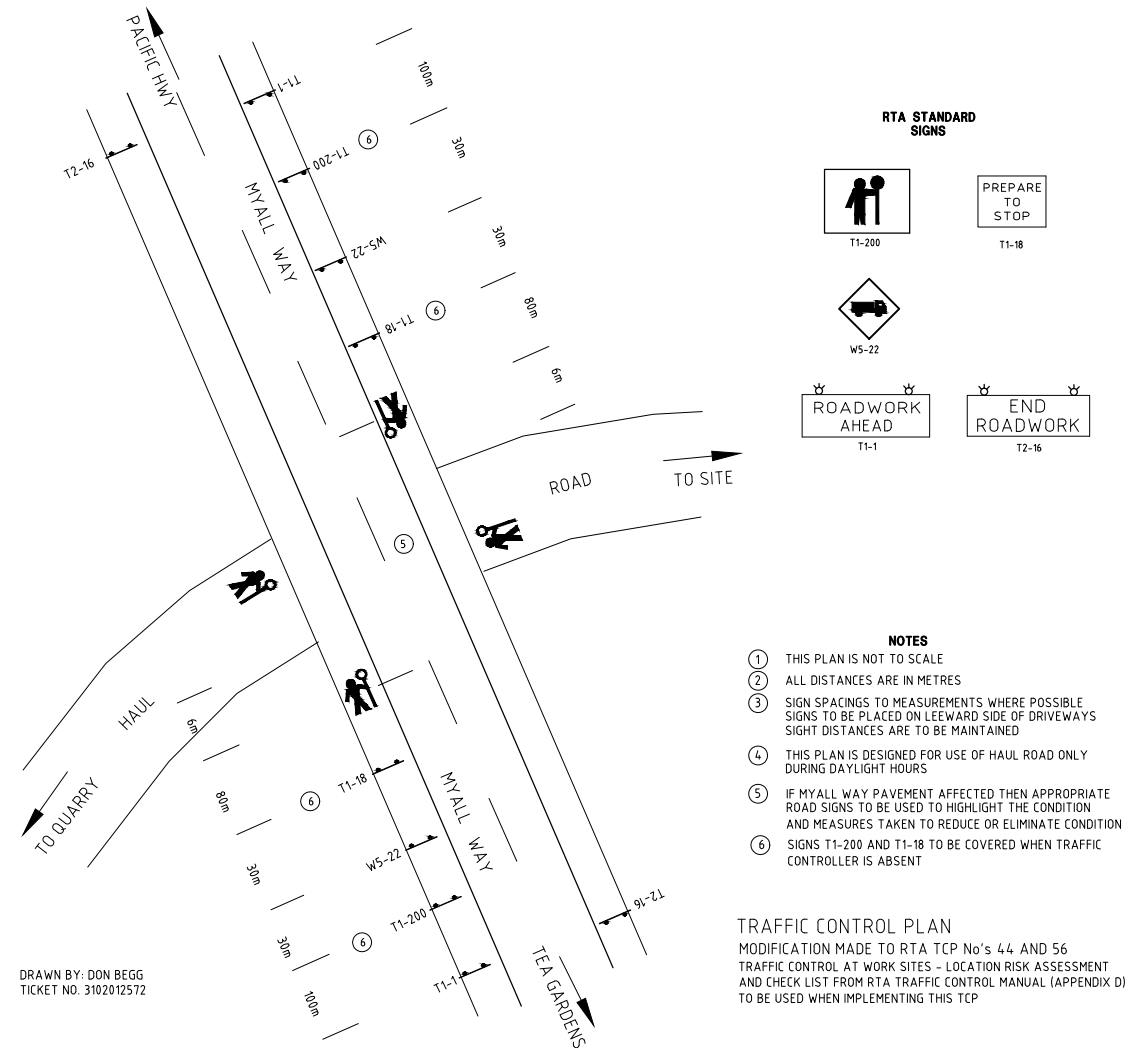 PACIFIC HWY
T1-1
100m
T2-16
T1-200
6
30m
MYALL WAY
W5-22
30m
T1-18
6
80m
6m
ROAD
TO SITE
5
HAUL
TO QUARRY
6m
T1-18
6
80m
MYALL WAY
W5-22
30m
T1-200
6
30m
T1-1
100m
T2-16
TEA GARDENS
DRAWN BY: DON BEGG
TICKET NO. 3102012572
RTA STANDARD
SIGNS
T1-200
PREPARE
TO
STOP
T1-18
W5-22
ROADWORK
AHEAD
T1-1
END
ROADWORK
T2-16
NOTES
1 THIS PLAN IS NOT TO SCALE
2 ALL DISTANCES ARE IN METRES
3 SIGN SPACINGS TO MEASUREMENTS WHERE POSSIBLE
SIGNS TO BE PLACED ON LEEWARD SIDE OF DRIVEWAYS
SIGHT DISTANCES ARE TO BE MAINTAINED
4 THIS PLAN IS DESIGNED FOR USE OF HAUL ROAD ONLY
DURING DAYLIGHT HOURS
5 IF MYALL WAY PAVEMENT AFFECTED THEN APPROPRIATE
ROAD SIGNS TO BE USED TO HIGHLIGHT THE CONDITION
AND MEASURES TAKEN TO REDUCE OR ELIMINATE CONDITION
6 SIGNS T1-200 AND T1-18 TO BE COVERED WHEN TRAFFIC
CONTROLLER IS ABSENT
TRAFFIC CONTROL PLAN
MODIFICATION MADE TO RTA TCP No's 44 AND 56
TRAFFIC CONTROL AT WORK SITES - LOCATION RISK ASSESSMENT
AND CHECK LIST FROM RTA TRAFFIC CONTROL MANUAL (APPENDIX D)
TO BE USED WHEN IMPLEMENTING THIS TCP